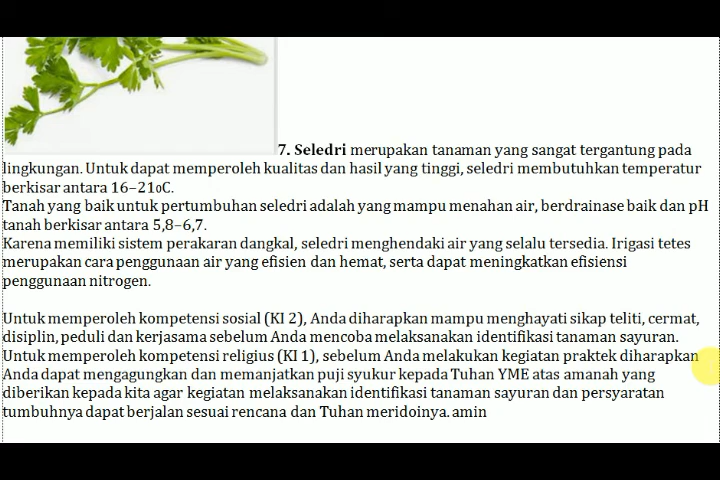 7. Seledri merupakan tanaman yang sangat tergantung pada
lingkungan. Untuk dapat memperoleh kualitas dan hasil yang tinggi, seledri membutuhkan temperatur
berkisar antara 16–21oC.
Tanah yang baik untuk pertumbuhan seledri adalah yang mampu menahan air, berdrainase baik dan pH
tanah berkisar antara 5,8–6,7.
Karena memiliki sistem perakaran dangkal, seledri menghendaki air yang selalu tersedia. Irigasi tetes
merupakan cara penggunaan air yang efisien dan hemat, serta dapat meningkatkan efisiensi
penggunaan nitrogen.
Untuk memperoleh kompetensi sosial (KI 2), Anda diharapkan mampu menghayati sikap teliti, cermat,
disiplin, peduli dan kerjasama sebelum Anda mencoba melaksanakan identifikasi tanaman sayuran.
Untuk memperoleh kompetensi religius (KI 1), sebelum Anda melakukan kegiatan praktek diharapkan
Anda dapat mengagungkan dan memanjatkan puji syukur kepada Tuhan YME atas amanah yang
diberikan kepada kita agar kegiatan melaksanakan identifikasi tanaman sayuran dan persyaratan
tumbuhnya dapat berjalan sesuai rencana dan Tuhan meridoinya. amin